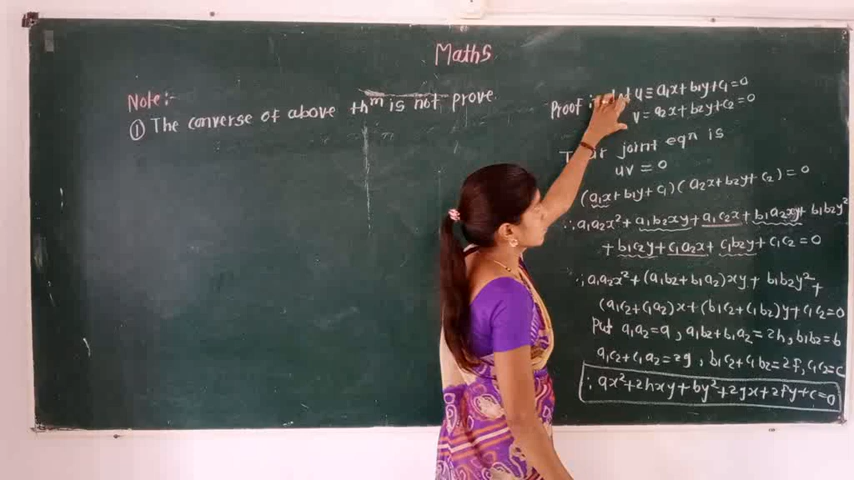 Maths
Note:-
① The converse of above thm is not prove.
Proof : let u ≡ a₁x+b₁y+c₁=0
v = a₂x+b₂y+c₂=0
joint eqn is
uv = 0
(a₁x+b₁y+c₁)(a₂x+b₂y+c₂)=0
∴ a₁a₂x²+a₁b₂xy+a₁c₂x+b₁a₂xy+b₁b₂y²
+b₁c₂y+c₁a₂x+c₁b₂y+c₁c₂=0
∴ a₁a₂x²+(a₁b₂+b₁a₂)xy+b₁b₂y²+
(a₁c₂+c₁a₂)x+(b₁c₂+c₁b₂)y+c₁c₂=0
Put a₁a₂=a, a₁b₂+b₁a₂=2h, b₁b₂=b
a₁c₂+c₁a₂=2g, b₁c₂+c₁b₂=2f, c₁c₂=c
∴ ax²+2hxy+by²+2gx+2fy+c=0